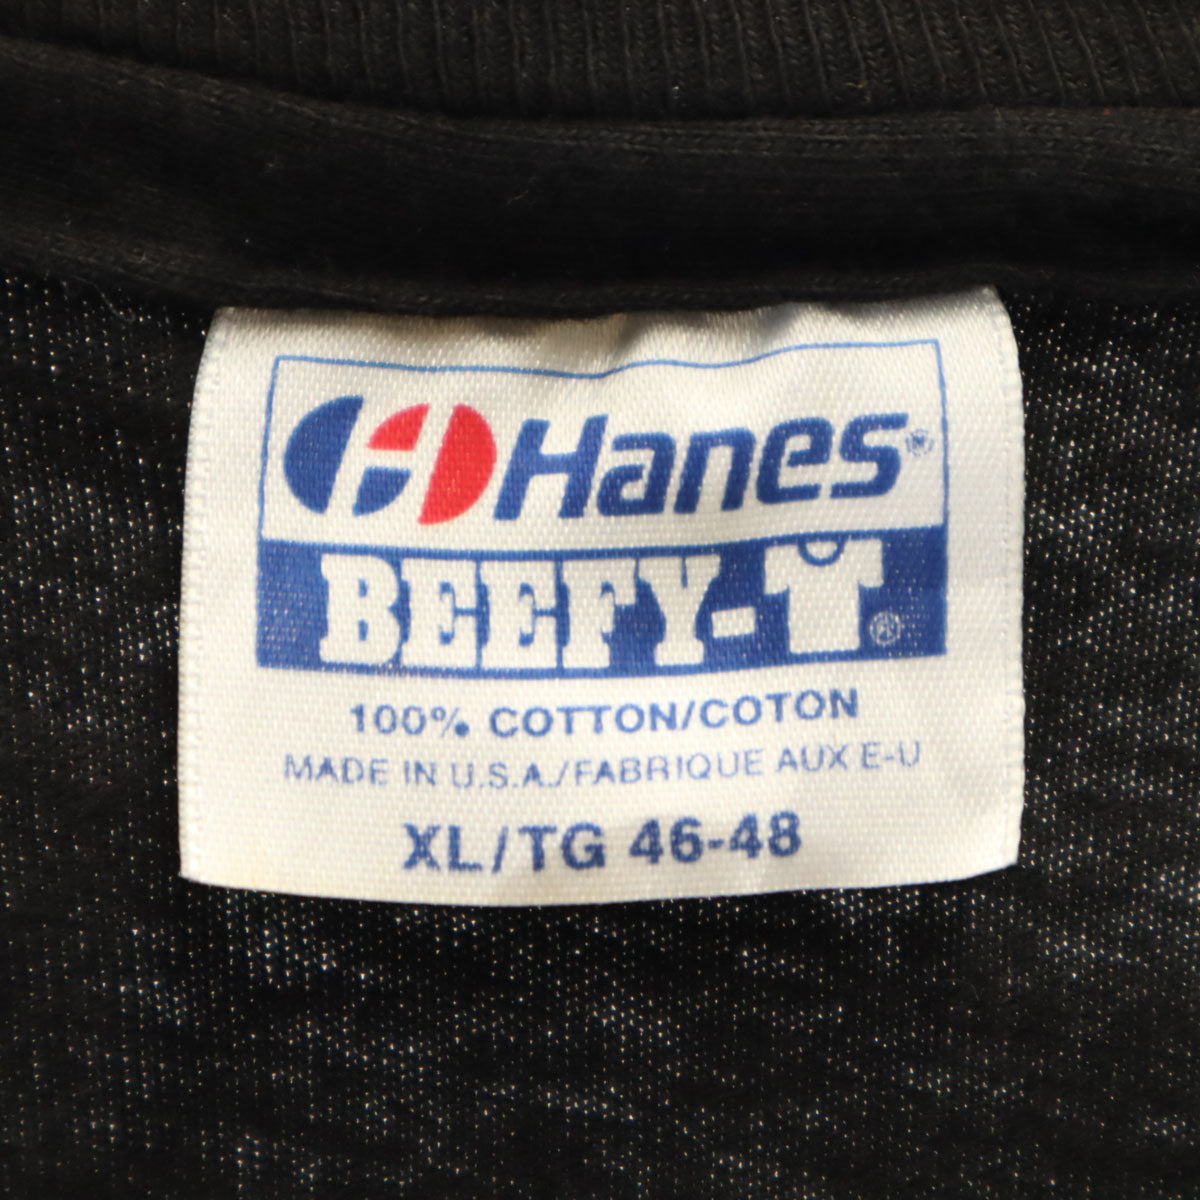 Hanes®
BEEFY-T®
100% COTTON/COTON
MADE IN U.S.A./FABRIQUE AUX E-U
XL/TG 46-48